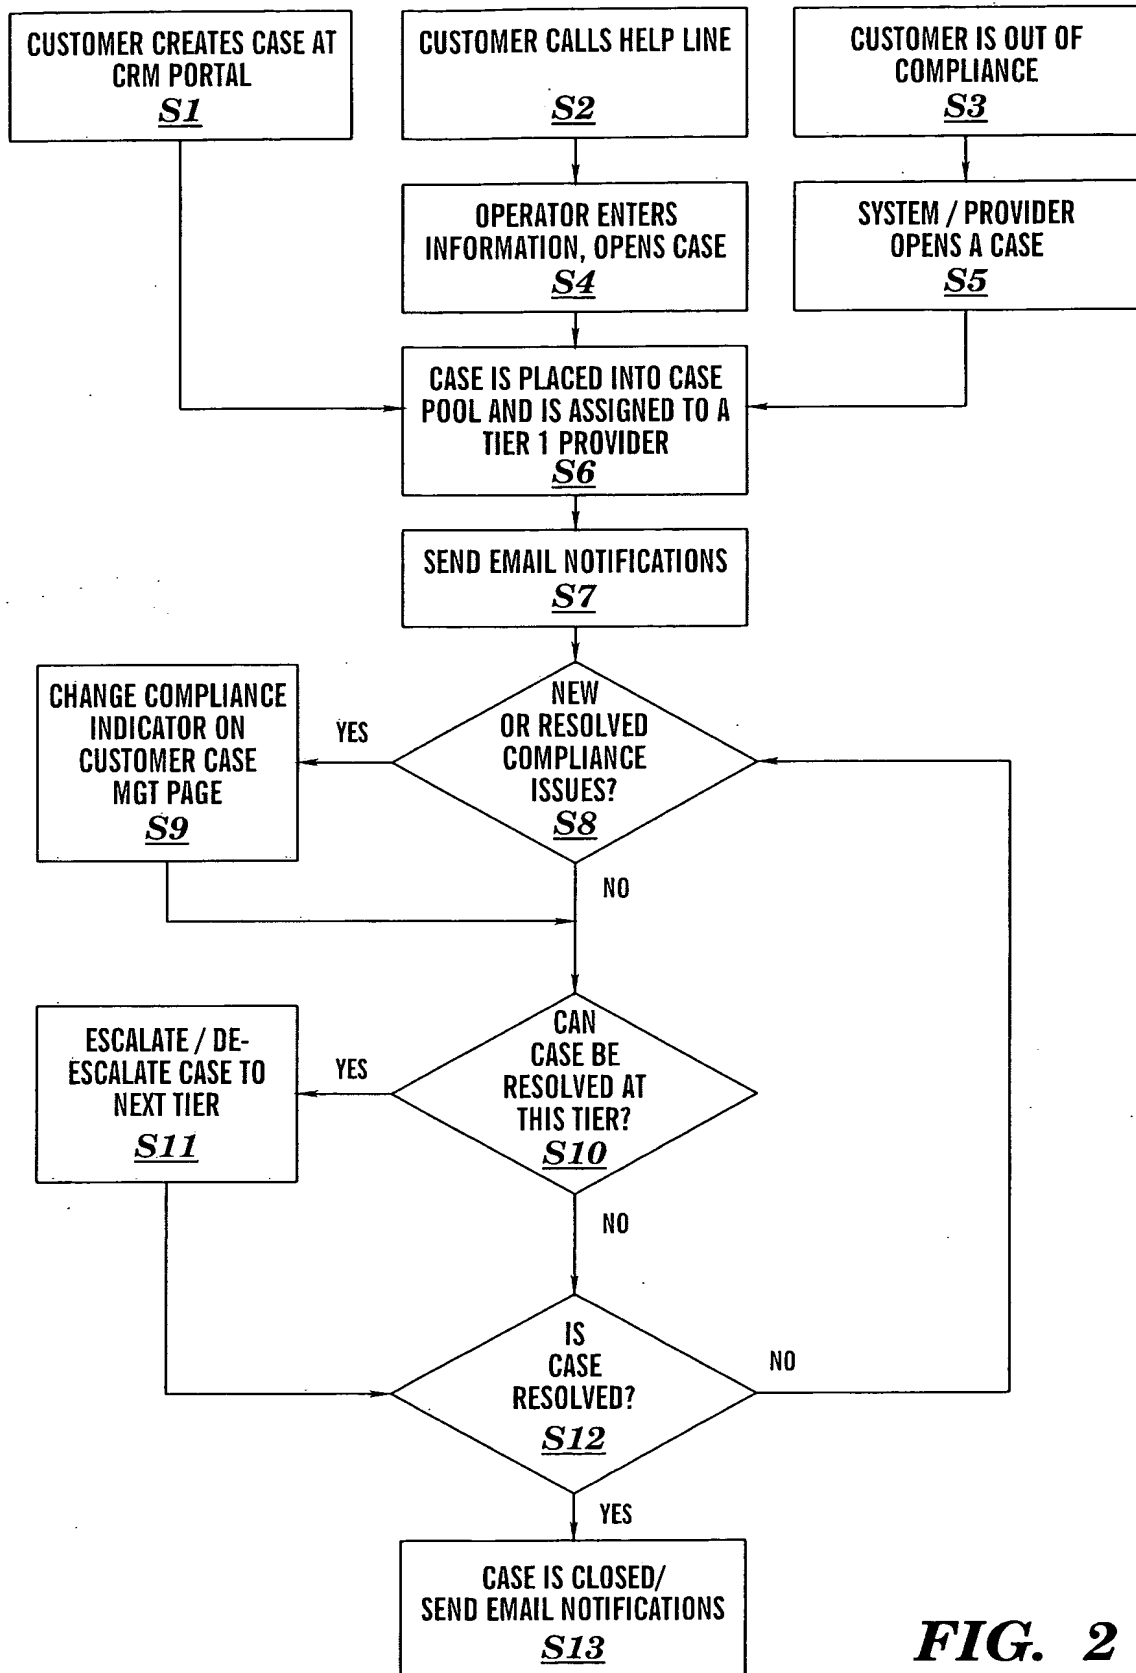 CUSTOMER CREATES CASE AT
CRM PORTAL
S1
CUSTOMER CALLS HELP LINE
S2
CUSTOMER IS OUT OF
COMPLIANCE
S3
OPERATOR ENTERS
INFORMATION, OPENS CASE
S4
SYSTEM / PROVIDER
OPENS A CASE
S5
CASE IS PLACED INTO CASE
POOL AND IS ASSIGNED TO A
TIER 1 PROVIDER
S6
SEND EMAIL NOTIFICATIONS
S7
NEW
OR RESOLVED
COMPLIANCE
ISSUES?
S8
YES
CHANGE COMPLIANCE
INDICATOR ON
CUSTOMER CASE
MGT PAGE
S9
NO
CAN
CASE BE
RESOLVED AT
THIS TIER?
S10
YES
ESCALATE / DE-
ESCALATE CASE TO
NEXT TIER
S11
NO
IS
CASE
RESOLVED?
S12
NO
YES
CASE IS CLOSED/
SEND EMAIL NOTIFICATIONS
S13
FIG. 2